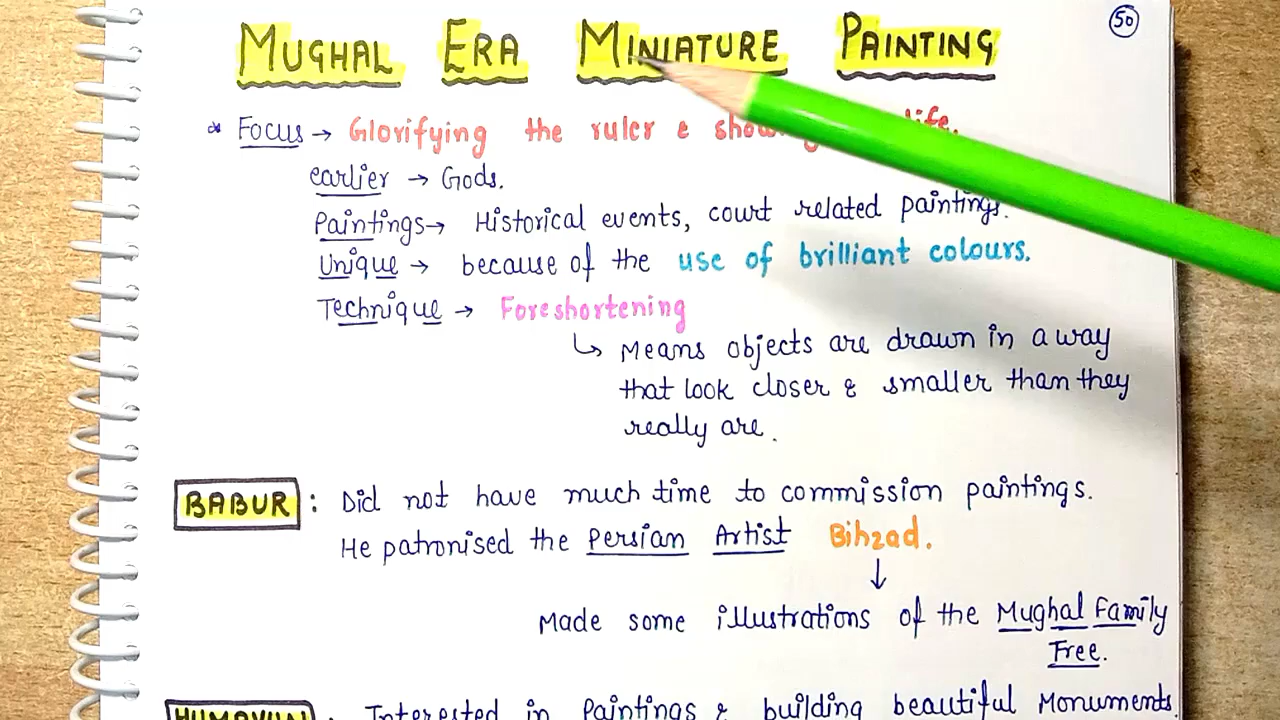 50
MUGHAL ERA MINIATURE PAINTING
* Focus → Glorifying the ruler & life.
earlier → Gods.
Paintings→ Historical events, court related paintings.
Unique → because of the use of brilliant colours.
Technique → Foreshortening
↳ Means objects are drawn in a way
that look closer & smaller than they
really are.
BABUR : Did not have much time to commission paintings.
He patronised the Persian Artist Bihzad.
↓
Made some illustrations of the Mughal Family
Free.
HUMAYUN : Interested in Paintings & building beautiful Monuments.